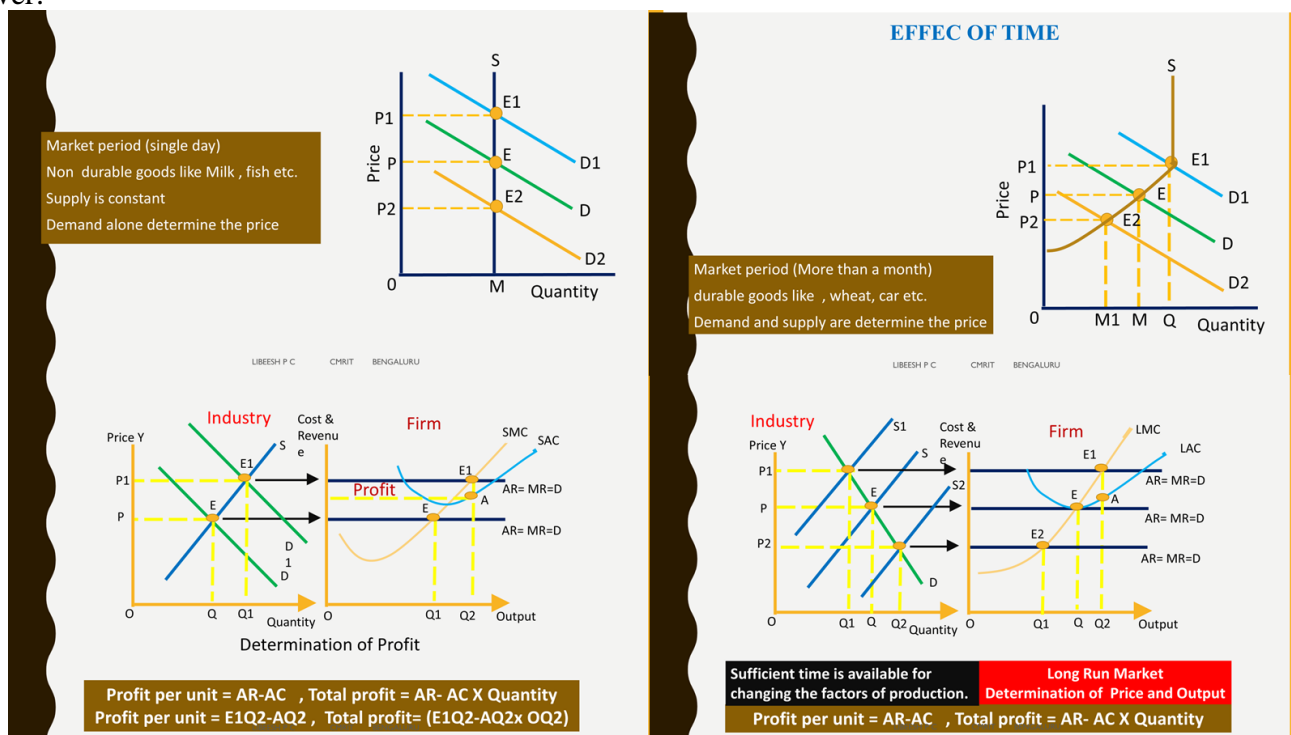 ver.
S
E1
P1
Price
P
E
D1
E2
P2
D
D2
0
M
Quantity
Market period (single day)
Non durable goods like Milk , fish etc.
Supply is constant
Demand alone determine the price
LIBEESH P C CMRIT BENGALURU
EFFEC OF TIME
S
E1
P1
Price
P
E
D1
P2
E2
D
D2
0
M1 M Q Quantity
Market period (More than a month)
durable goods like , wheat, car etc.
Demand and supply are determine the price
LIBEESH P C CMRIT BENGALURU
Industry
Price Y
S
E1
P1
E
P
D
1
D
O
Q Q1
Quantity
Cost &
Revenu
e
Firm
SMC
SAC
E1
AR= MR=D
Profit
A
E
AR= MR=D
O
Q1 Q2 Output
Determination of Profit
Profit per unit = AR-AC , Total profit = AR- AC X Quantity
Profit per unit = E1Q2-AQ2 , Total profit= (E1Q2-AQ2x OQ2)
Industry
Price Y
S1
S
S2
P1
E1
P
E
P2
D
O
Q1 Q Q2
Quantity
Cost &
Revenu
e
Firm
LMC
LAC
E1
AR= MR=D
E
A
AR= MR=D
E2
AR= MR=D
O
Q1 Q Q2 Output
Sufficient time is available for
changing the factors of production.
Long Run Market
Determination of Price and Output
Profit per unit = AR-AC , Total profit = AR- AC X Quantity